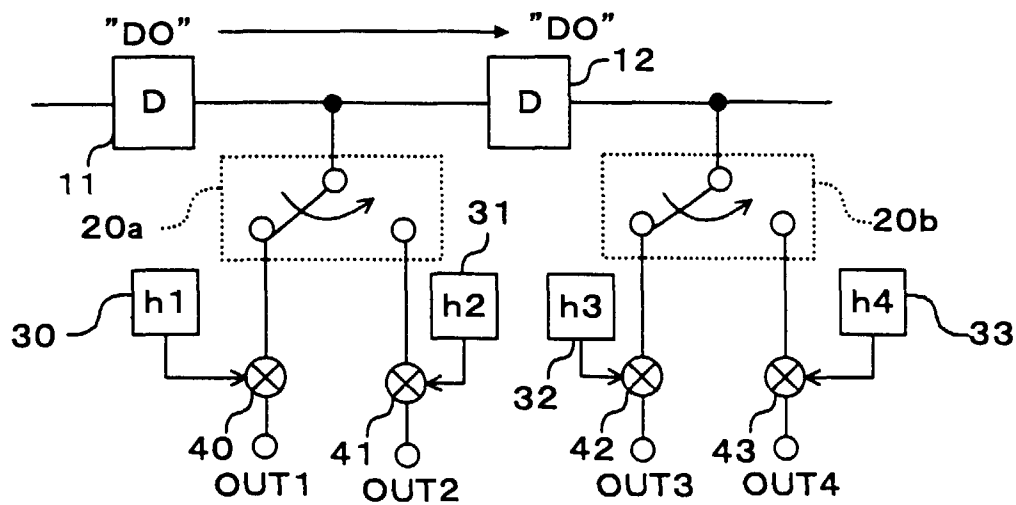 "DO" "DO"
12
D D
11
20a 31 20b
h1 h2 h3 h4
30 32 33
40 41 42 43
OUT1 OUT2 OUT3 OUT4